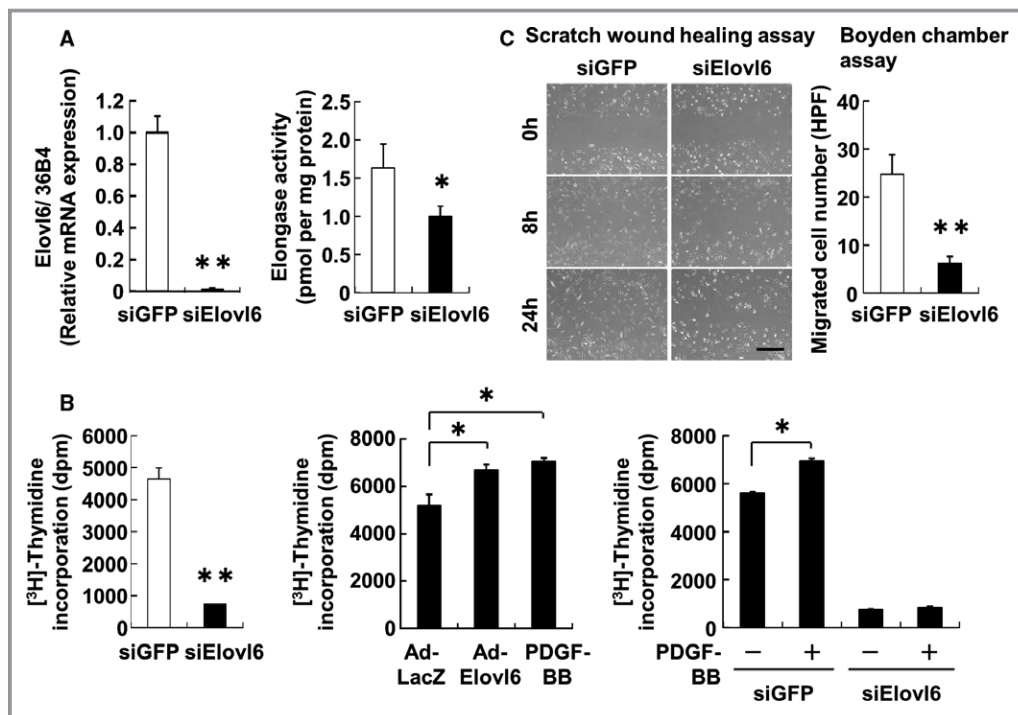 A
Elovl6/ 36B4
(Relative mRNA expression)
1.2
1.0
0.8
0.6
0.4
0.2
0
**
siGFP siElovl6
Elongase activity
(pmol per mg protein)
2.5
2.0
1.5
1.0
0.5
0
*
siGFP siElovl6
C Scratch wound healing assay
siGFP siElovl6
0h
8h
24h
Boyden chamber
assay
Migrated cell number (HPF)
40
30
20
10
0
**
siGFP siElovl6
B
[³H]-Thymidine
incorporation (dpm)
6000
5000
4000
3000
2000
1000
0
**
siGFP siElovl6
[³H]-Thymidine
incorporation (dpm)
8000
6000
4000
2000
0
*
*
Ad- Ad- PDGF-
LacZ Elovl6 BB
[³H]-Thymidine
incorporation (dpm)
8000
6000
4000
2000
0
*
PDGF- − + − +
BB
siGFP siElovl6